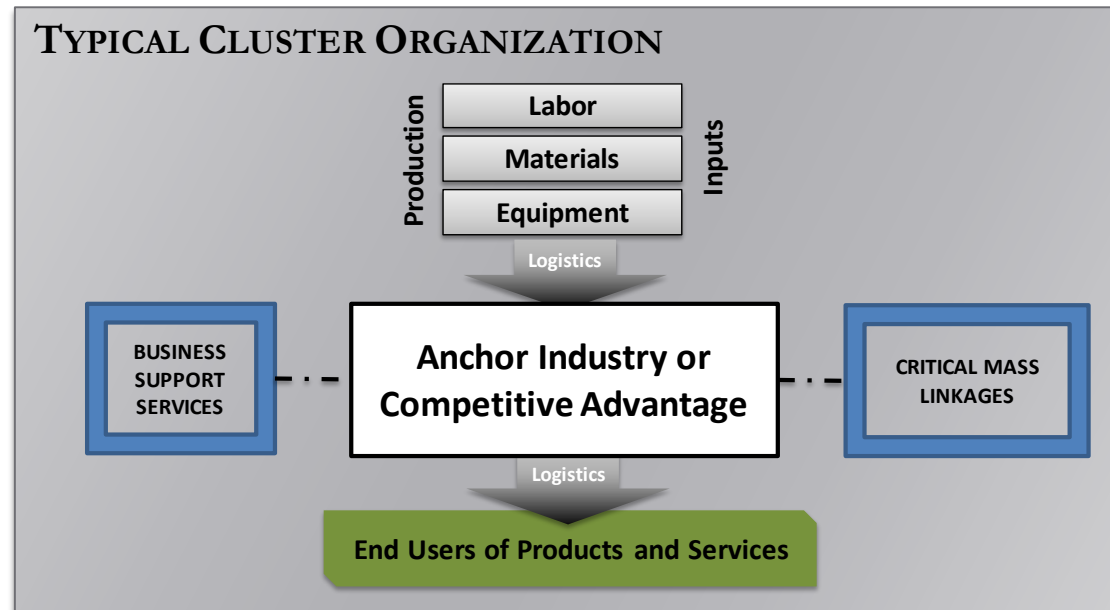 TYPICAL CLUSTER ORGANIZATION
Production
Labor
Materials
Equipment
Inputs
Logistics
BUSINESS
SUPPORT
SERVICES
Anchor Industry or
Competitive Advantage
CRITICAL MASS
LINKAGES
Logistics
End Users of Products and Services